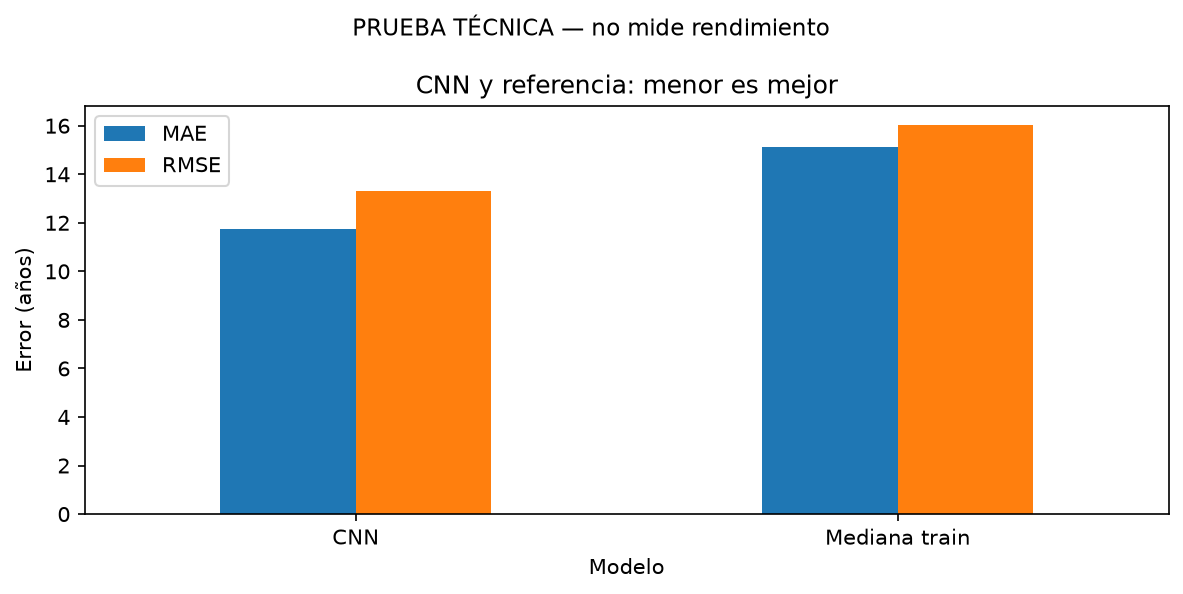 PRUEBA TÉCNICA — no mide rendimiento
CNN y referencia: menor es mejor
MAE
RMSE
16
14
12
10
8
6
4
2
0
Error (años)
CNN
Mediana train
Modelo